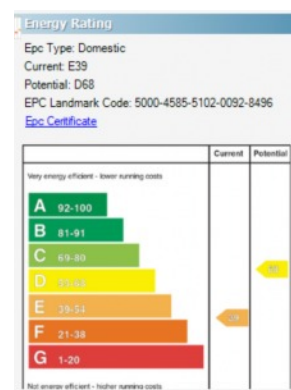 Energy Rating
Epc Type: Domestic
Current: E39
Potential: D68
EPC Landmark Code: 5000-4585-5102-0092-8496
Epc Certificate
Current Potential
Very energy efficient - lower running costs
A 92-100
B 81-91
C 69-80
D
E 39-54
F 21-38
G 1-20
Not energy efficient - higher running costs